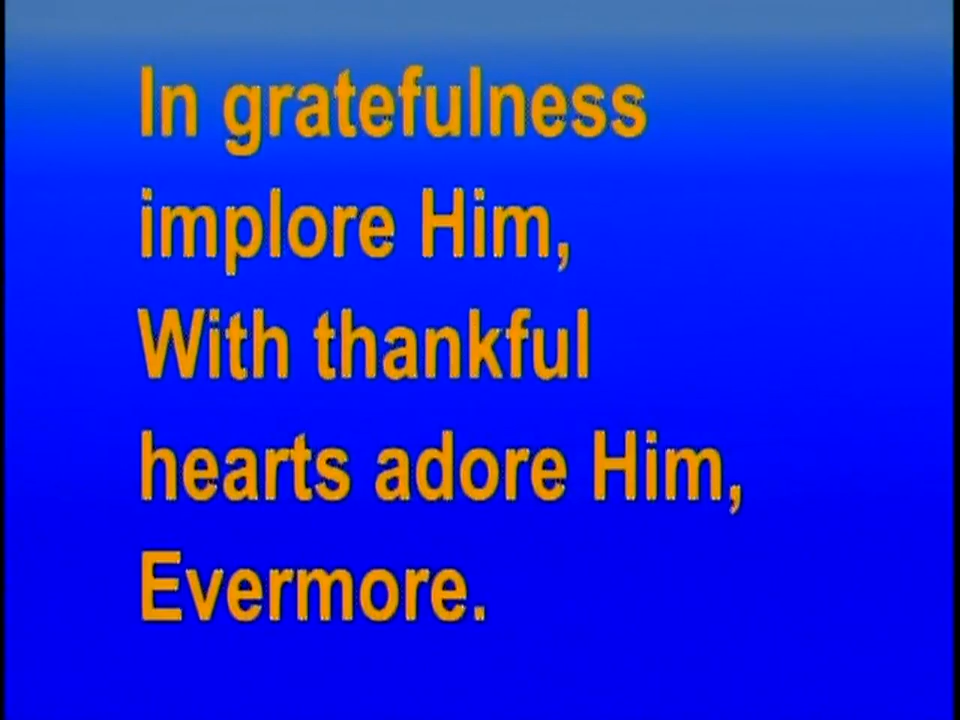 In gratefulness
implore Him,
With thankful
hearts adore Him,
Evermore.